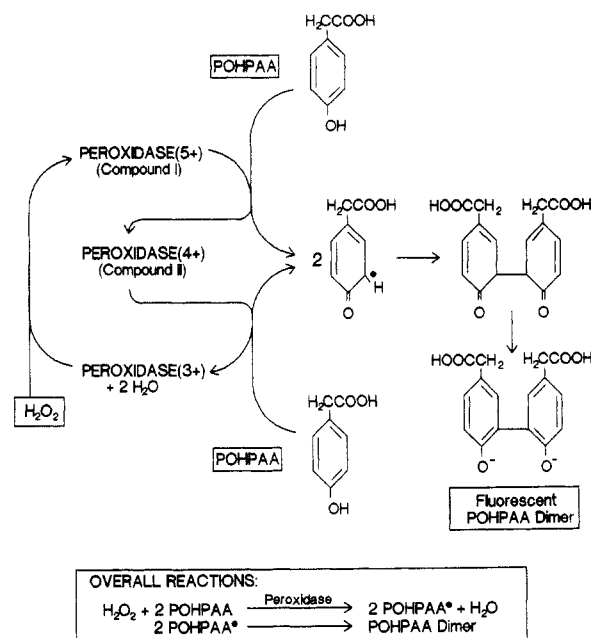 H₂CCOOH
POHPAA
OH
PEROXIDASE(5+)
(Compound I)
H₂CCOOH
HOOCCH₂ H₂CCOOH
PEROXIDASE(4+)
(Compound II)
2
•
H
O
O O
PEROXIDASE(3+)
+ 2 H₂O
HOOCCH₂ H₂CCOOH
H₂O₂
H₂CCOOH
POHPAA
O⁻ O⁻
OH
Fluorescent
POHPAA Dimer
OVERALL REACTIONS:
Peroxidase
H₂O₂ + 2 POHPAA → 2 POHPAA• + H₂O
2 POHPAA• → POHPAA Dimer